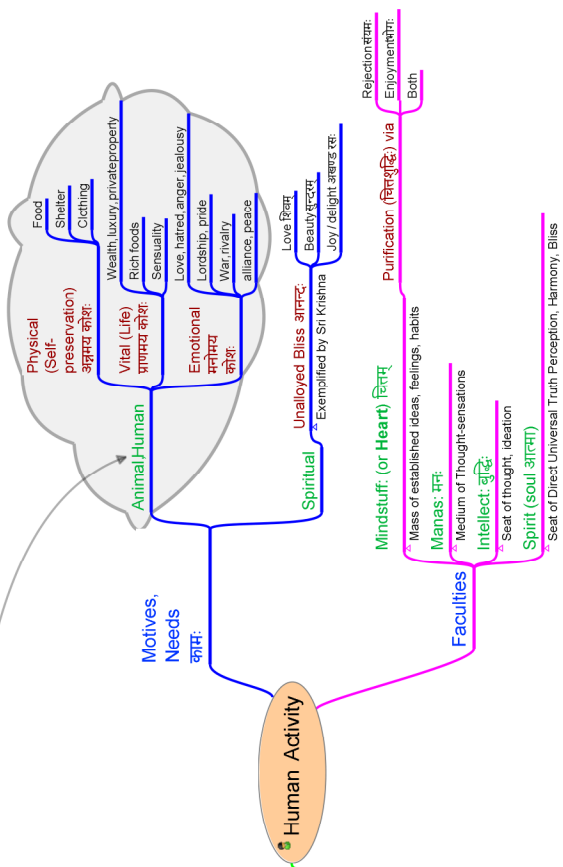 Human Activity
Motives,
Needs
कामः
Animal,Human
Physical
(Self-
preservation)
अन्नमय कोशः
Food
Shelter
Clothing
Vital (Life)
प्राणमय कोशः
Wealth, luxury, privateproperty
Rich foods
Sensuality
Emotional
मनोमय
कोशः
Love, hatred, anger, jealousy
Lordship, pride
War, rivalry
alliance, peace
Spiritual
Unalloyed Bliss आनन्दः
Exemplified by Sri Krishna
Love शिवम्
Beauty सुन्दरम्
Joy / delight अखण्ड रसः
Faculties
Mindstuff: (or Heart) चित्तम्
Mass of established ideas, feelings, habits
Purification (चित्तशुद्धिः) via
Rejection संयमः
Enjoyment भोगः
Both
Manas: मनः
Medium of Thought-sensations
Intellect: बुद्धिः
Seat of thought, ideation
Spirit (soul आत्मा)
Seat of Direct Universal Truth Perception, Harmony, Bliss